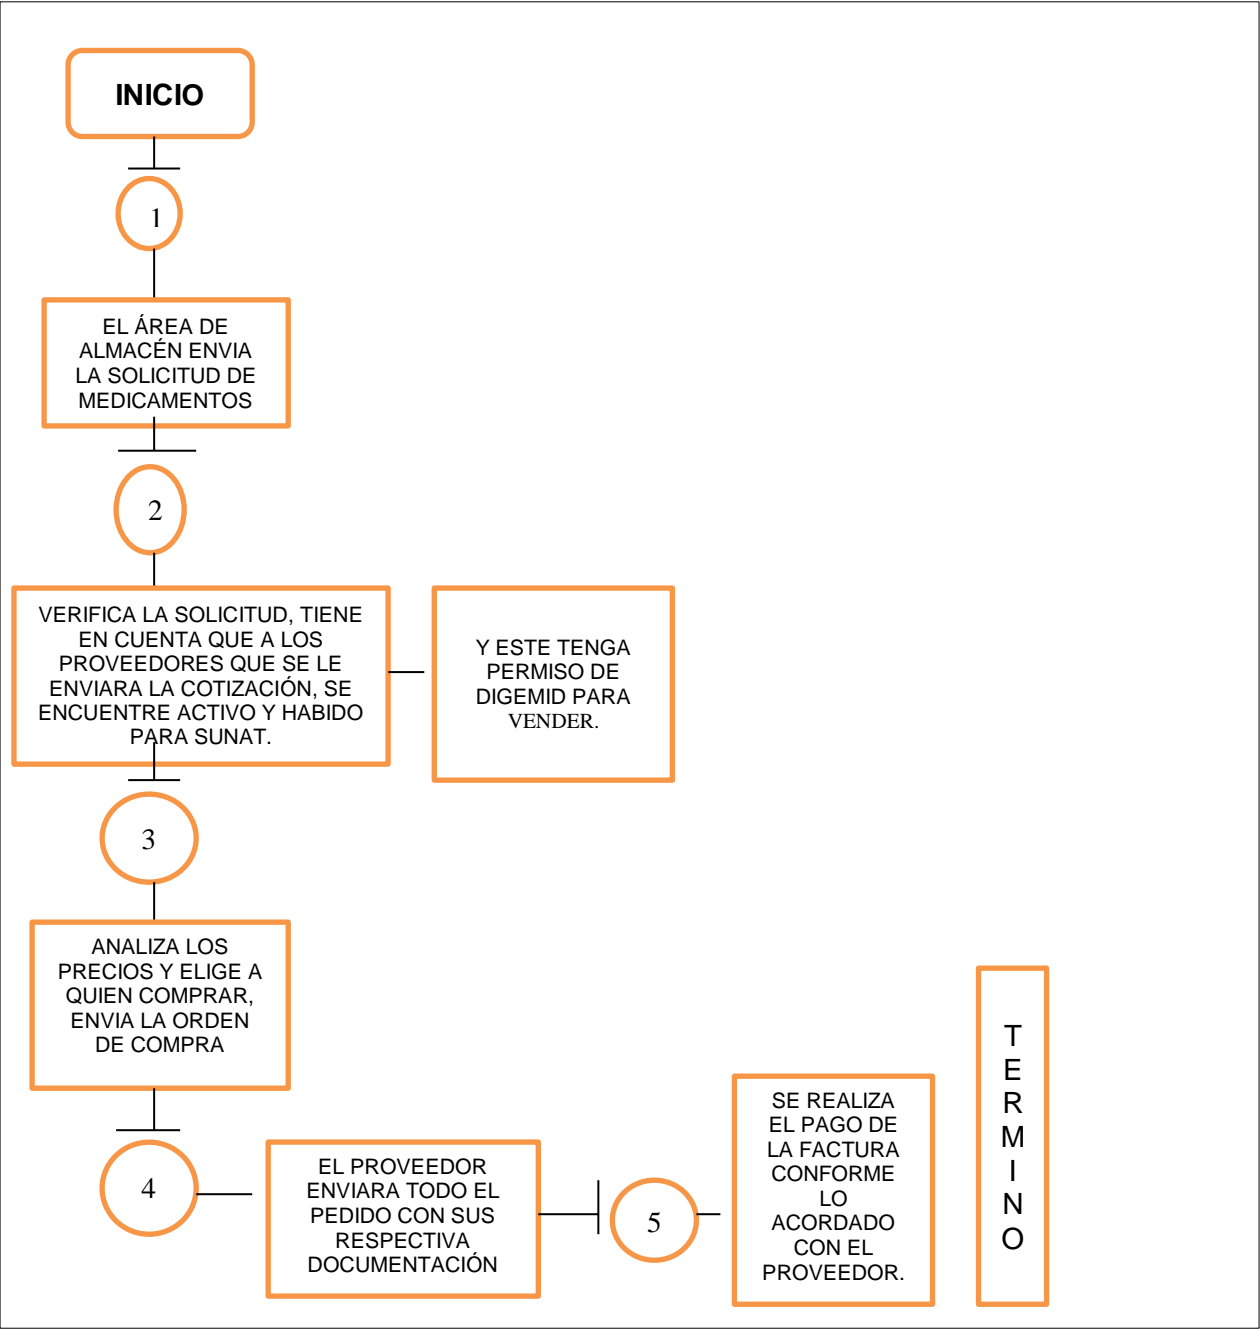 INICIO
1
EL ÁREA DE
ALMACÉN ENVIA
LA SOLICITUD DE
MEDICAMENTOS
2
VERIFICA LA SOLICITUD, TIENE
EN CUENTA QUE A LOS
PROVEEDORES QUE SE LE
ENVIARA LA COTIZACIÓN, SE
ENCUENTRE ACTIVO Y HABIDO
PARA SUNAT.
Y ESTE TENGA
PERMISO DE
DIGEMID PARA
VENDER.
3
ANALIZA LOS
PRECIOS Y ELIGE A
QUIEN COMPRAR,
ENVIA LA ORDEN
DE COMPRA
4
EL PROVEEDOR
ENVIARA TODO EL
PEDIDO CON SUS
RESPECTIVA
DOCUMENTACIÓN
5
SE REALIZA
EL PAGO DE
LA FACTURA
CONFORME
LO
ACORDADO
CON EL
PROVEEDOR.
T
E
R
M
I
N
O